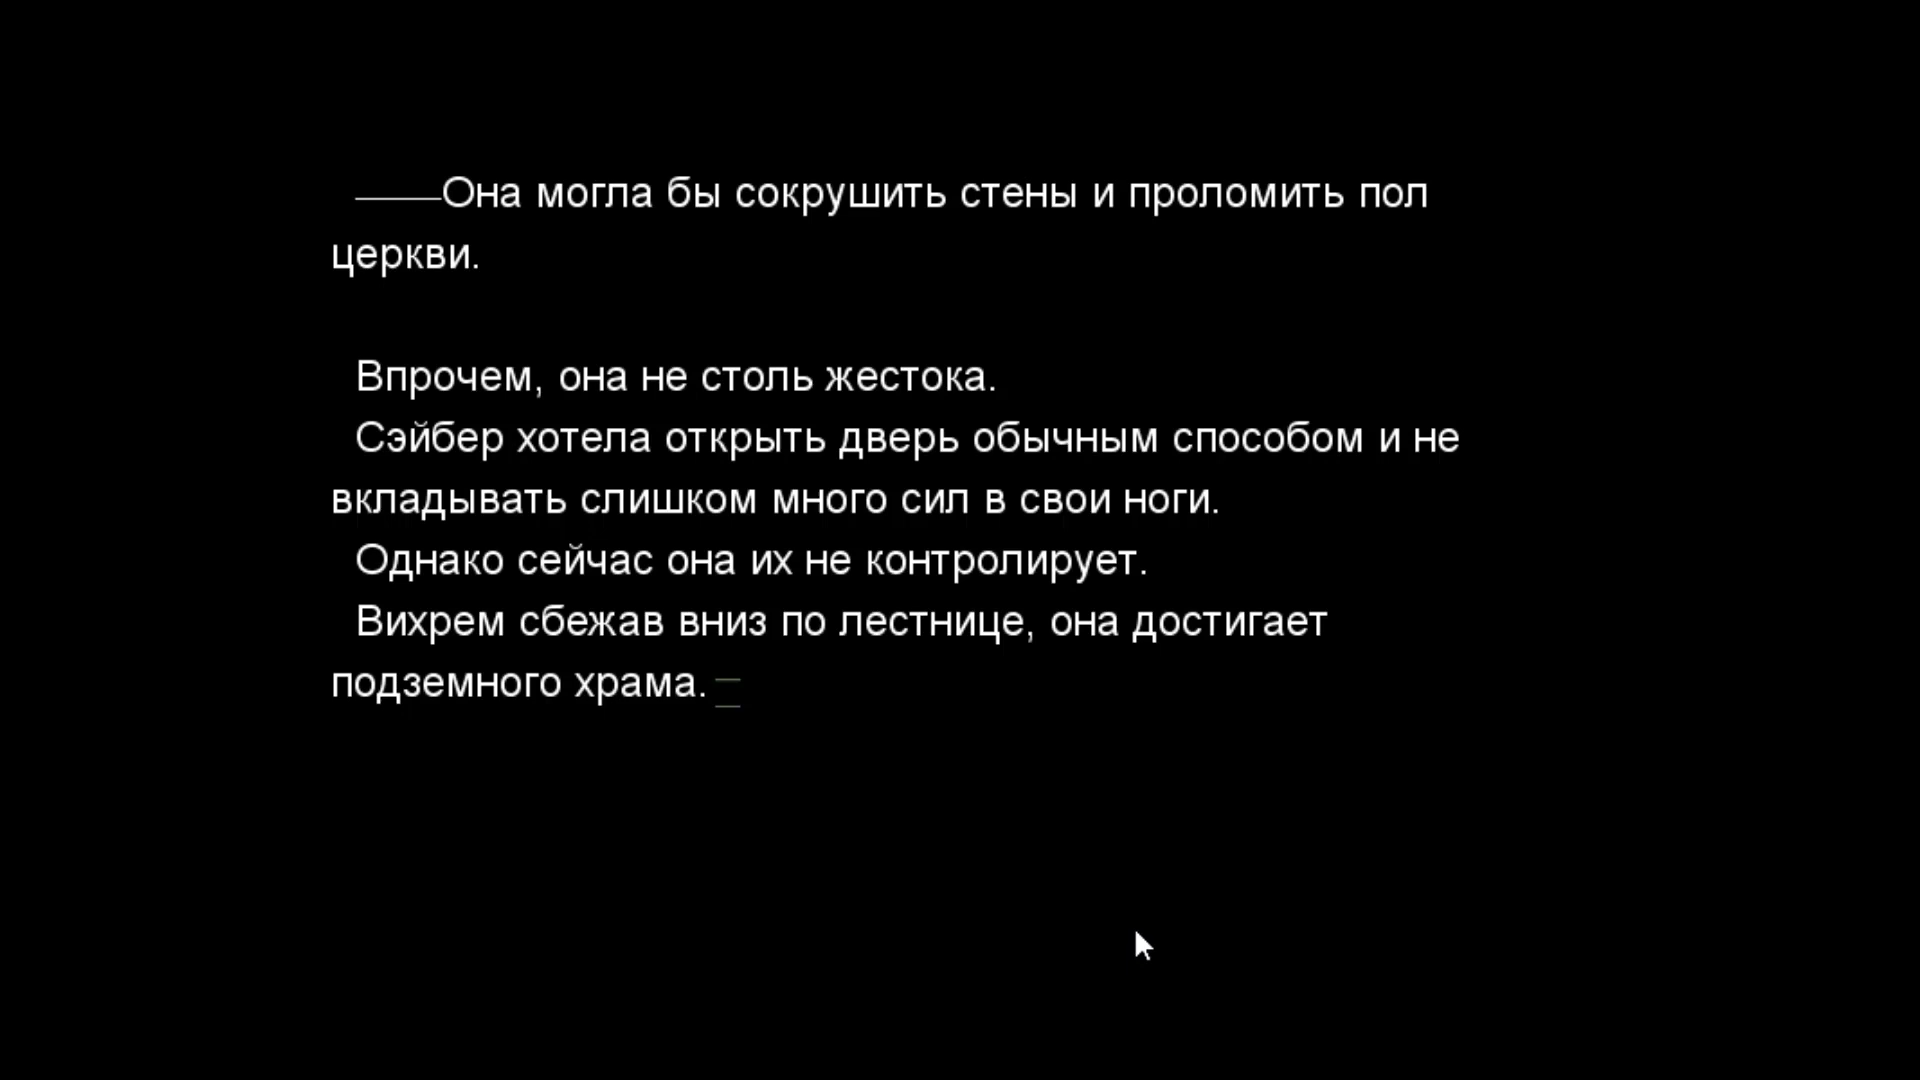 ———Она могла бы сокрушить стены и проломить пол
церкви.
Впрочем, она не столь жестока.
Сэйбер хотела открыть дверь обычным способом и не
вкладывать слишком много сил в свои ноги.
Однако сейчас она их не контролирует.
Вихрем сбежав вниз по лестнице, она достигает
подземного храма.